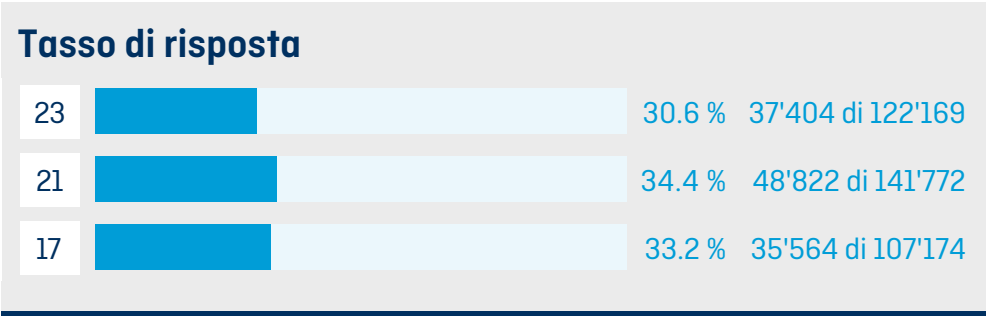 Tasso di risposta
23 30.6 % 37'404 di 122'169
21 34.4 % 48'822 di 141'772
17 33.2 % 35'564 di 107'174